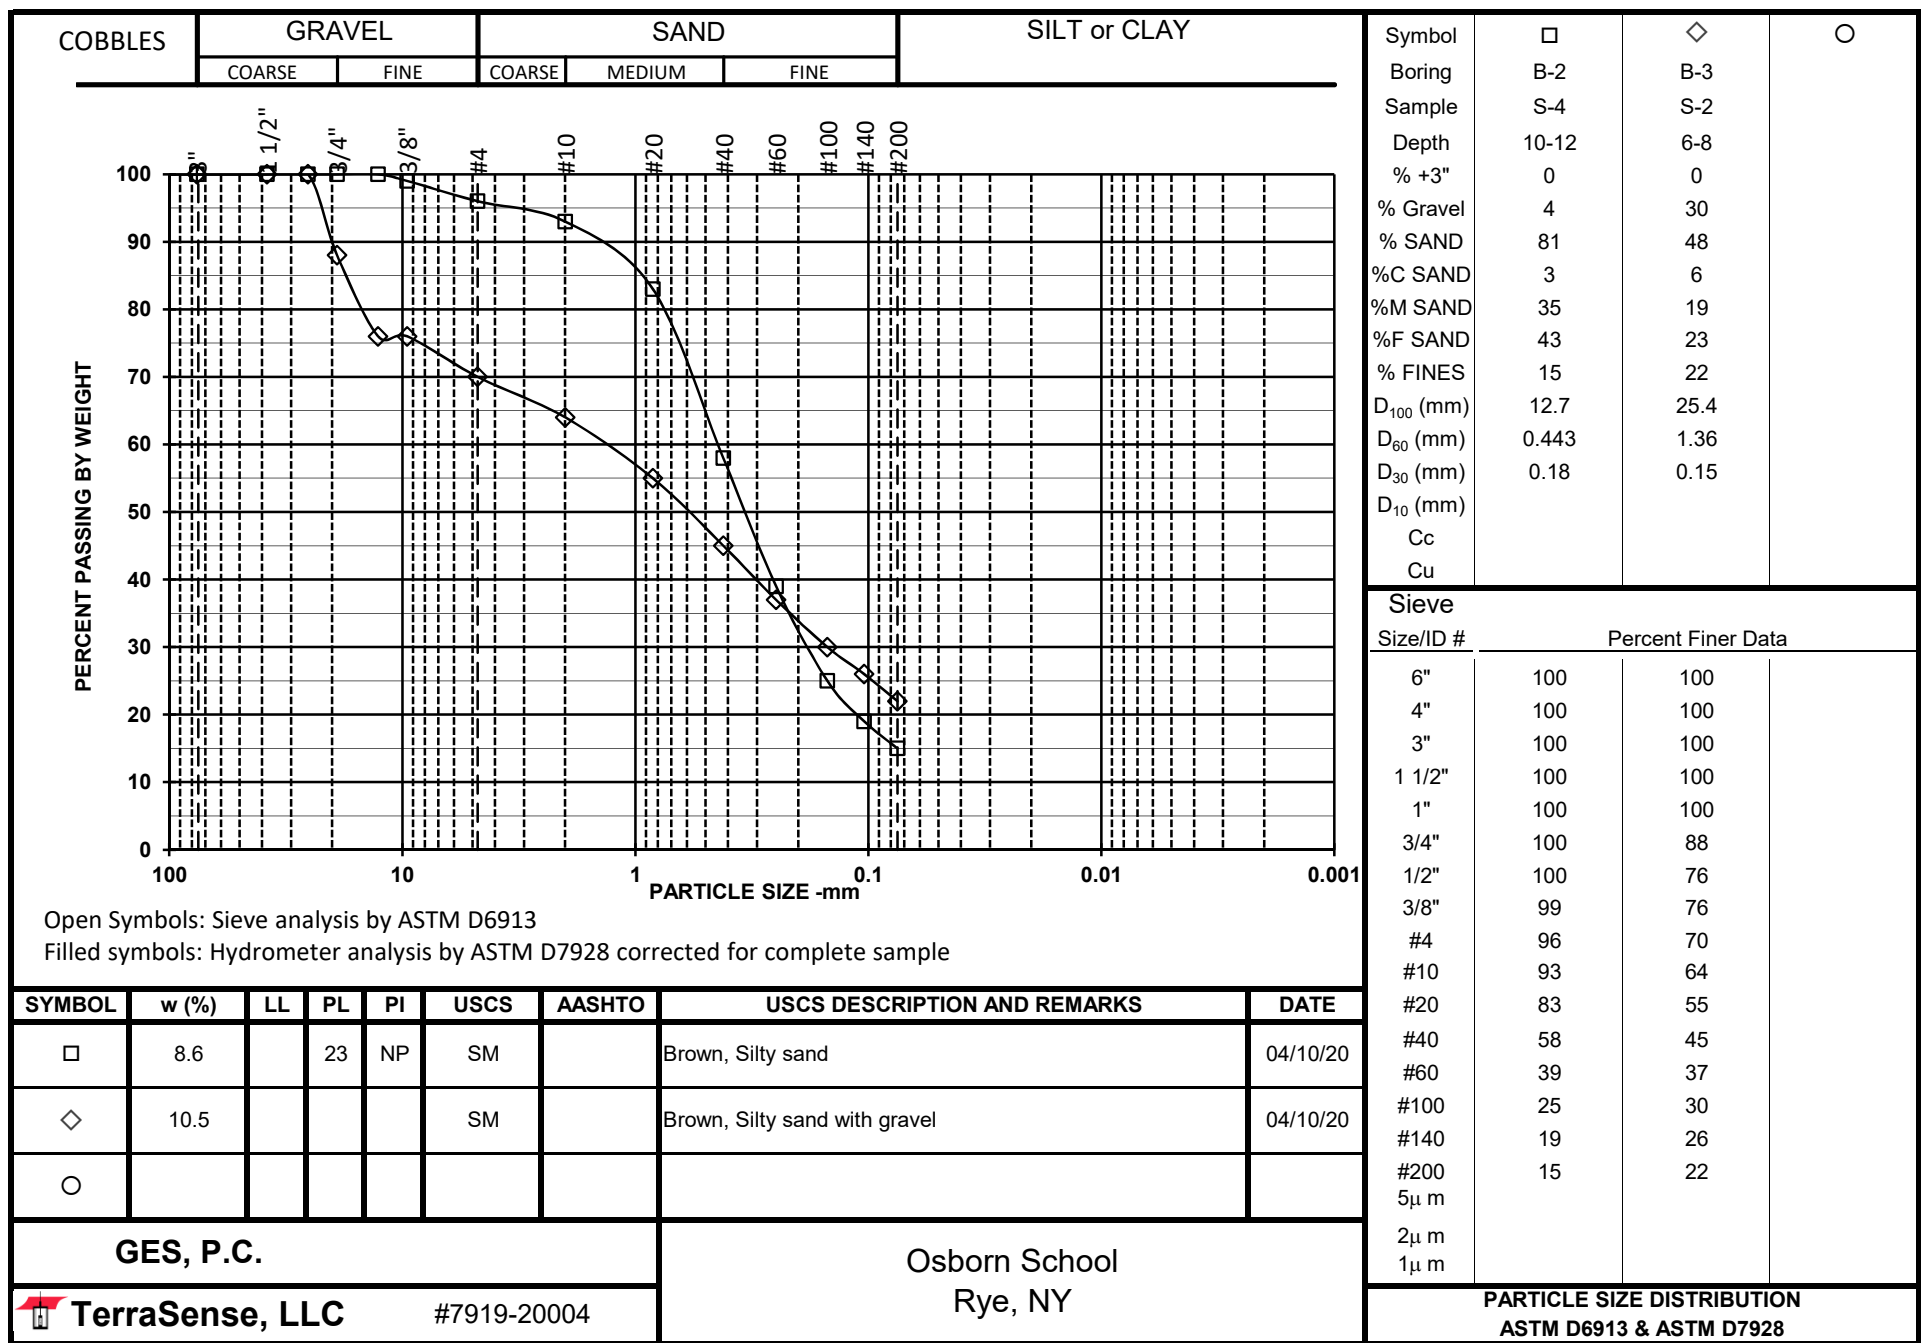 COBBLES GRAVEL SAND SILT or CLAY
COARSE FINE COARSE MEDIUM FINE
3" 1 1/2" 3/4" 3/8" #4 #10 #20 #40 #60 #100 #140 #200
100
90
80
70
60
50
40
30
20
10
0
PERCENT PASSING BY WEIGHT
100 10 1 0.1 0.01 0.001
PARTICLE SIZE -mm
Open Symbols: Sieve analysis by ASTM D6913
Filled symbols: Hydrometer analysis by ASTM D7928 corrected for complete sample
Symbol □ ◇ ○
Boring B-2 B-3
Sample S-4 S-2
Depth 10-12 6-8
% +3" 0 0
% Gravel 4 30
% SAND 81 48
%C SAND 3 6
%M SAND 35 19
%F SAND 43 23
% FINES 15 22
D100 (mm) 12.7 25.4
D60 (mm) 0.443 1.36
D30 (mm) 0.18 0.15
D10 (mm)
Cc
Cu
Sieve
Size/ID # Percent Finer Data
6" 100 100
4" 100 100
3" 100 100
1 1/2" 100 100
1" 100 100
3/4" 100 88
1/2" 100 76
3/8" 99 76
#4 96 70
#10 93 64
#20 83 55
#40 58 45
#60 39 37
#100 25 30
#140 19 26
#200 15 22
5μ m
2μ m
1μ m
SYMBOL w (%) LL PL PI USCS AASHTO USCS DESCRIPTION AND REMARKS DATE
□ 8.6 23 NP SM Brown, Silty sand 04/10/20
◇ 10.5 SM Brown, Silty sand with gravel 04/10/20
○
GES, P.C.
TerraSense, LLC #7919-20004
Osborn School
Rye, NY
PARTICLE SIZE DISTRIBUTION
ASTM D6913 & ASTM D7928